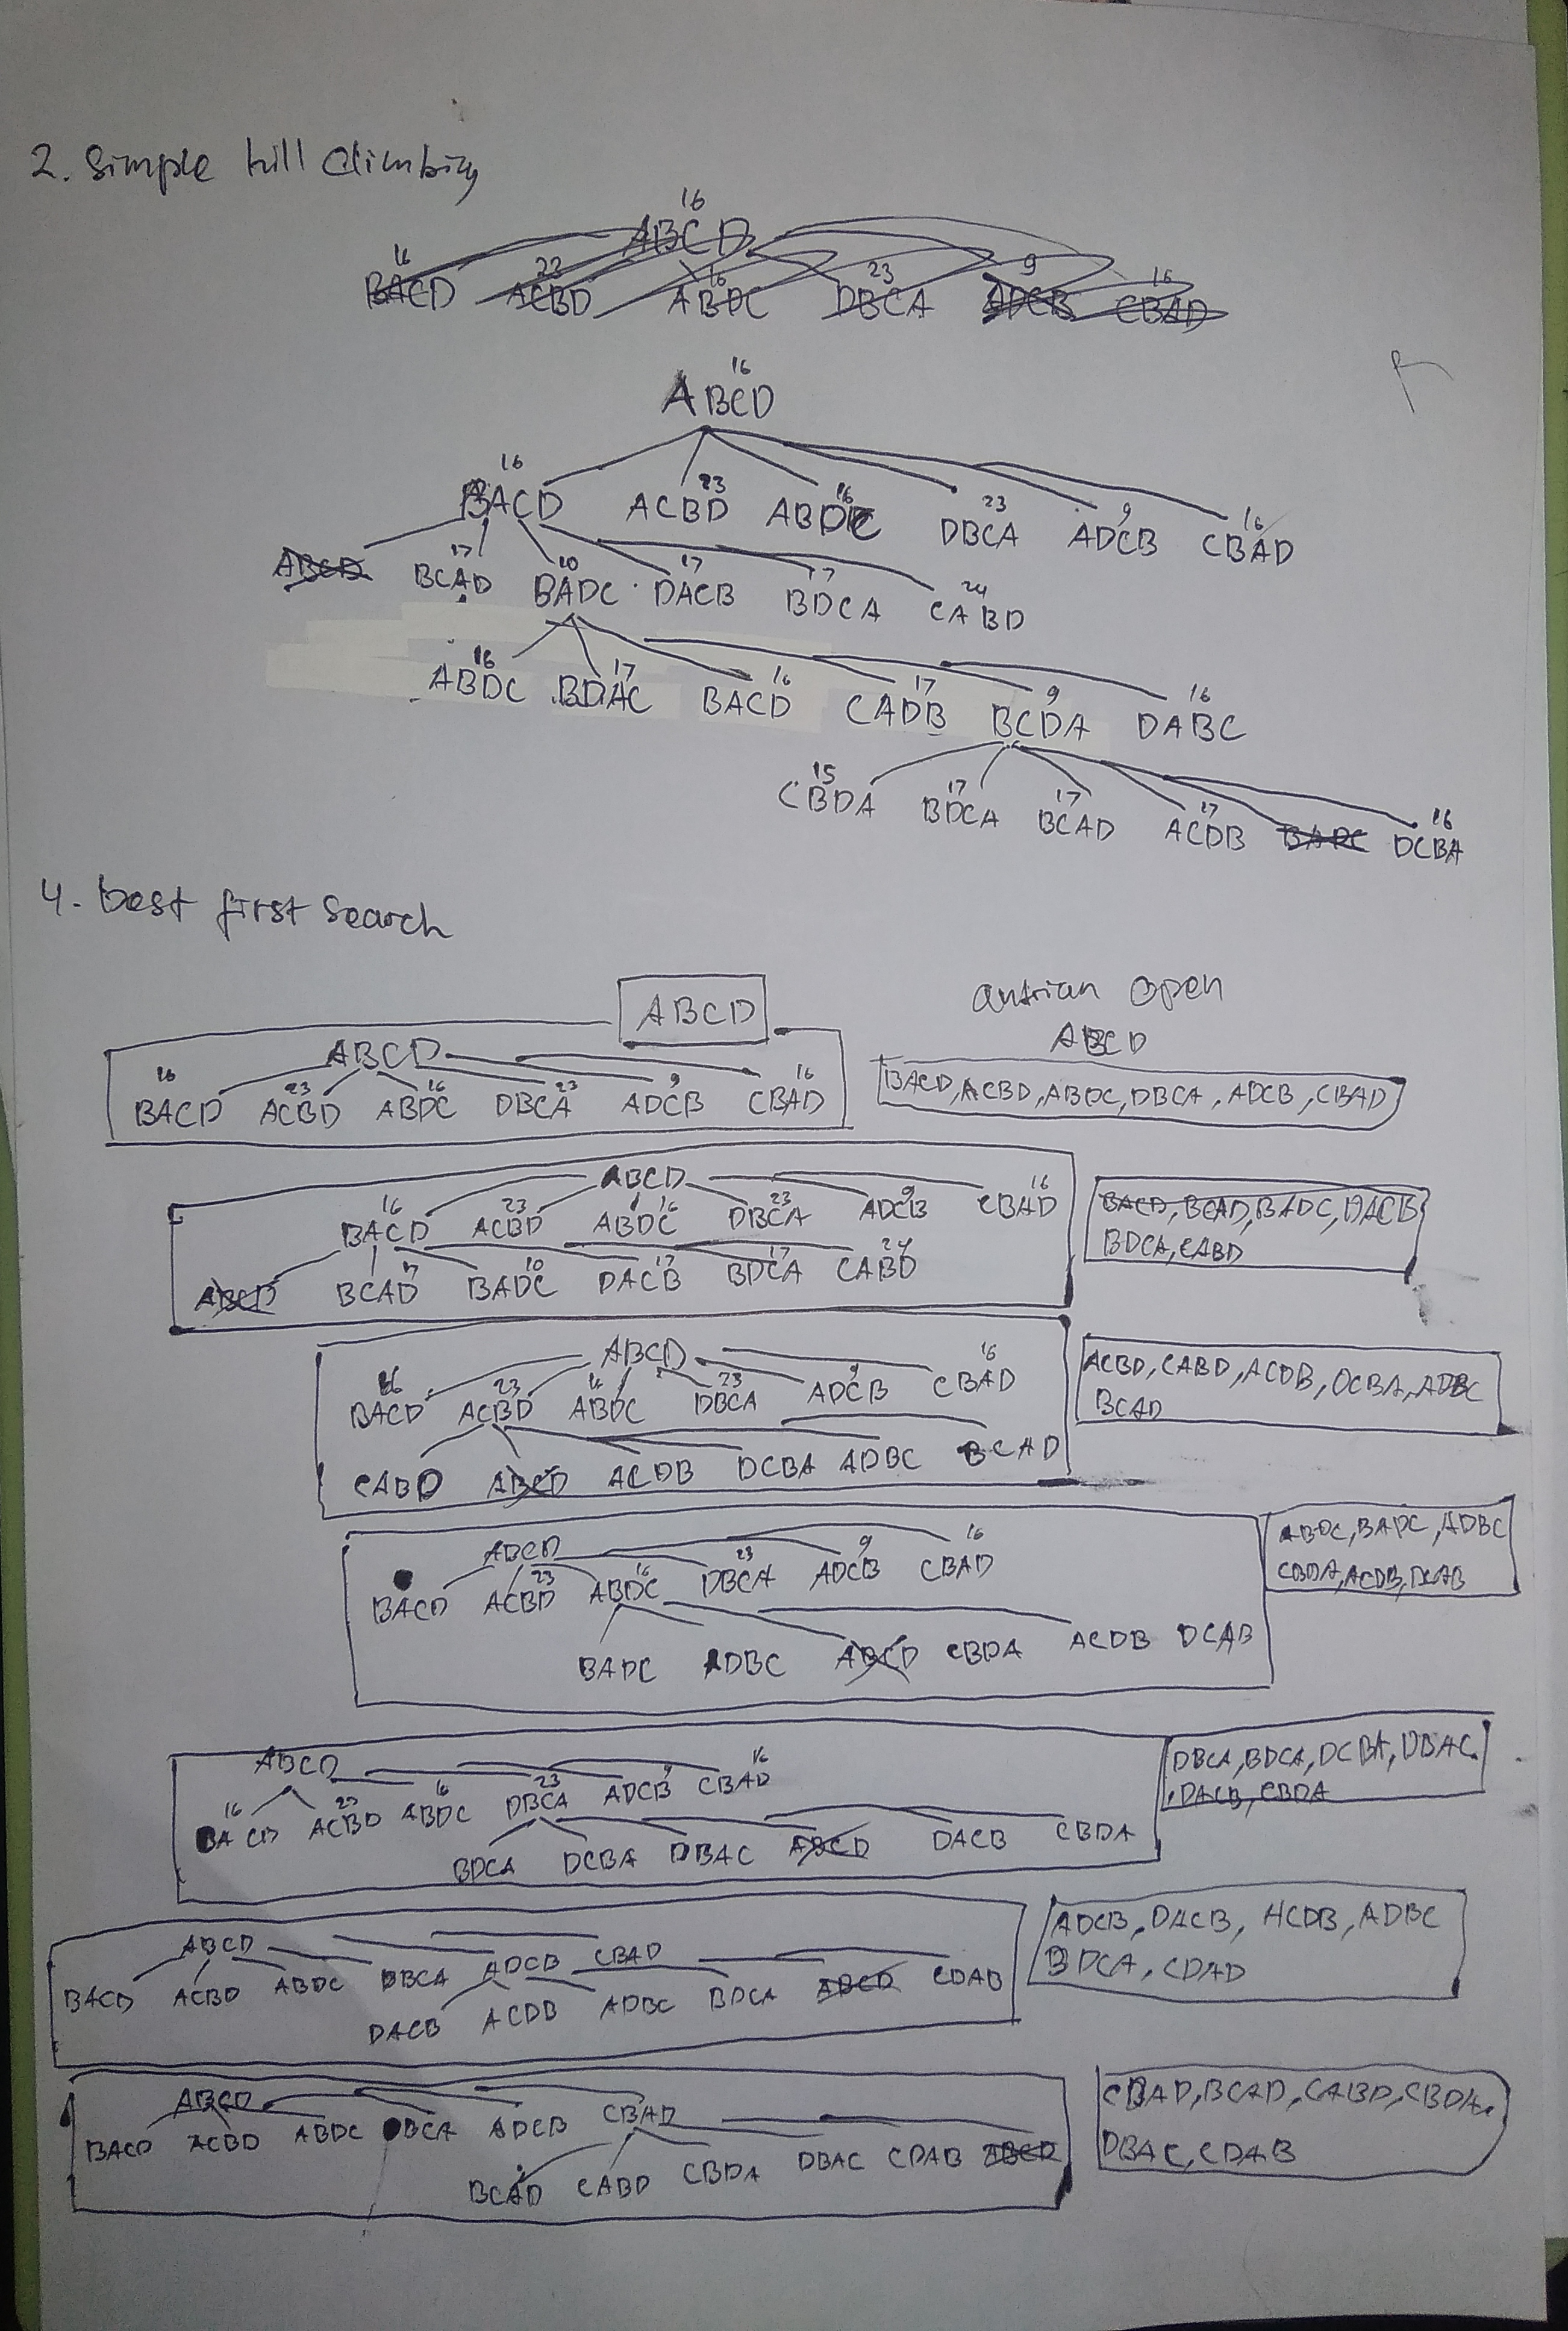 2. Simple hill climbing
16
ABCD
16 23 16 23 9 16
BACD ACBD ABDC DBCA ADCB CBAD
16
ABCD
16 23 16 23 9 16
BACD ACBD ABDC DBCA ADCB CBAD
17 10 17 17 24
ABCD BCAD BADC DACB BDCA CABD
16 17 16 17 9 16
ABDC BDAC BACD CADB BCDA DABC
15 17 17 17 16
CBDA BDCA BCAD ACDB BADC DCBA
4. best first search
antrian open
ABCD
ABCD
ABCD
16 23 16 23 9 16
BACD ACBD ABDC DBCA ADCB CBAD
BACD, ACBD, ABDC, DBCA, ADCB, CBAD
ABCD
16 23 16 23 9 16
BACD ACBD ABDC DBCA ADCB CBAD
17 10 17 17 24
ABCD BCAD BADC DACB BDCA CABD
BACD, BCAD, BADC, DACB
BDCA, CABD
ABCD
16 23 16 23 9 16
BACD ACBD ABDC DBCA ADCB CBAD
CABD ABCD ACDB DCBA ADBC BCAD
ACBD, CABD, ACDB, DCBA, ADBC
BCAD
ABCD
23 16 23 9 16
BACD ACBD ABDC DBCA ADCB CBAD
BADC ADBC ABCD CBDA ACDB DCAB
ABDC, BADC, ADBC
CBDA, ACDB, DCAB
ABCD
16 23 16 23 9 16
BACD ACBD ABDC DBCA ADCB CBAD
BDCA DCBA DBAC ABCD DACB CBDA
DBCA, BDCA, DCBA, DBAC
DACB, CBDA
ABCD
BACD ACBD ABDC DBCA ADCB CBAD
DACB ACDB ADBC BDCA ABCD CDAB
ADCB, DACB, ACDB, ADBC
BDCA, CDAD
ABCD
BACD ACBD ABDC DBCA ADCB CBAD
BCAD CABD CBDA DBAC CDAB ABCD
CBAD, BCAD, CABD, CBDA,
DBAC, CDAB